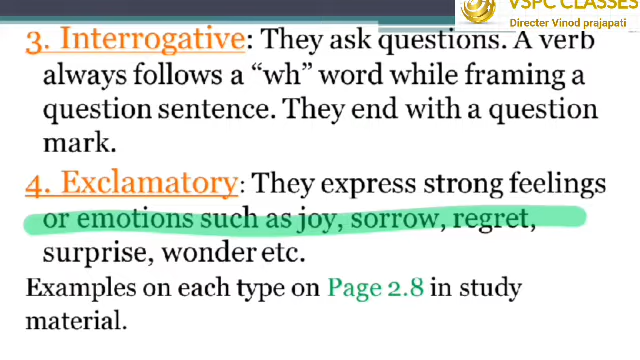 VSPC CLASSES
Directer Vinod prajapati
3. Interrogative: They ask questions. A verb
always follows a “wh” word while framing a
question sentence. They end with a question
mark.
4. Exclamatory: They express strong feelings
or emotions such as joy, sorrow, regret,
surprise, wonder etc.
Examples on each type on Page 2.8 in study
material.